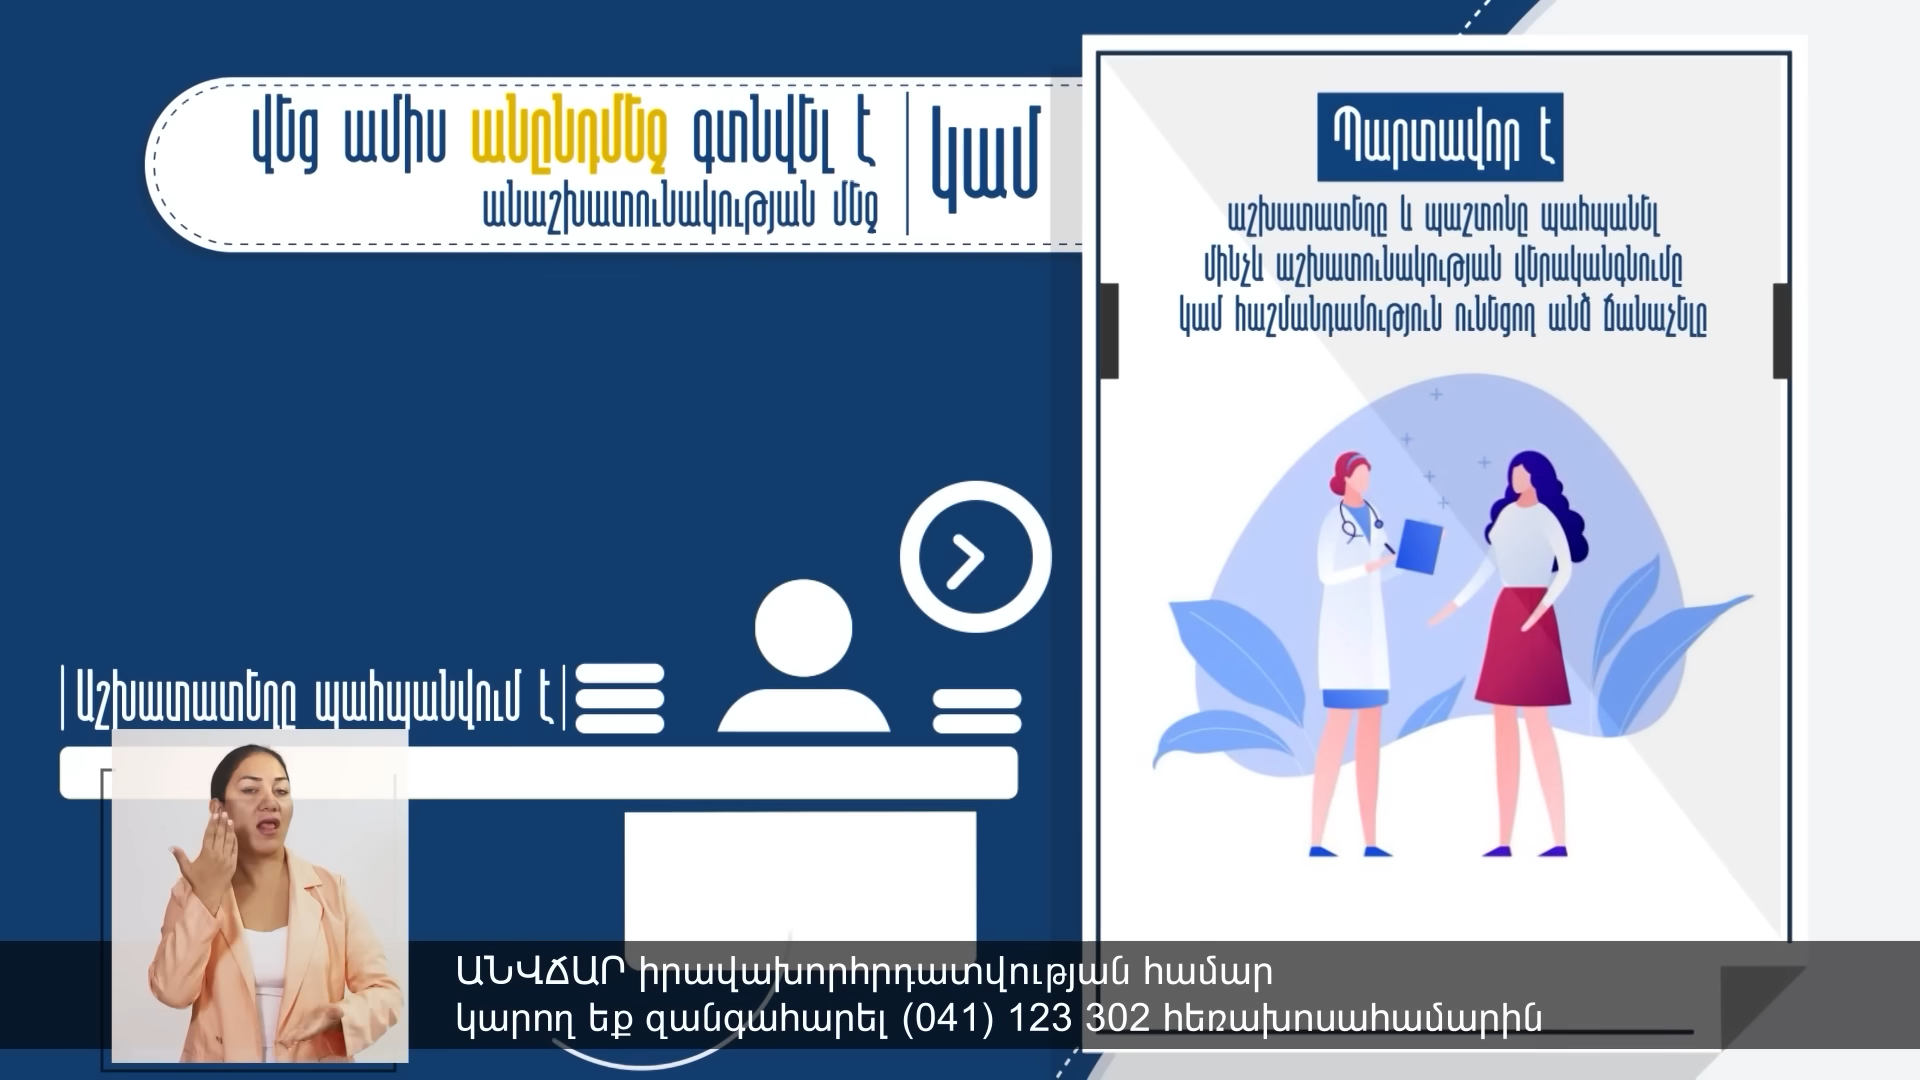 վեց ամիս անընդմեջ գտնվել է
անաշխատունակության մեջ
կամ
Պարտավոր է
աշխատատեղը և պաշտոնը պահպանել
մինչև աշխատունակության վերականգնումը
կամ հաշմանդամություն ունեցող անձ ճանաչելը
Աշխատատեղը պահպանվում է
ԱՆՎՃԱՐ իրավախորհրդատվության համար
կարող եք զանգահարել (041) 123 302 հեռախոսահամարին